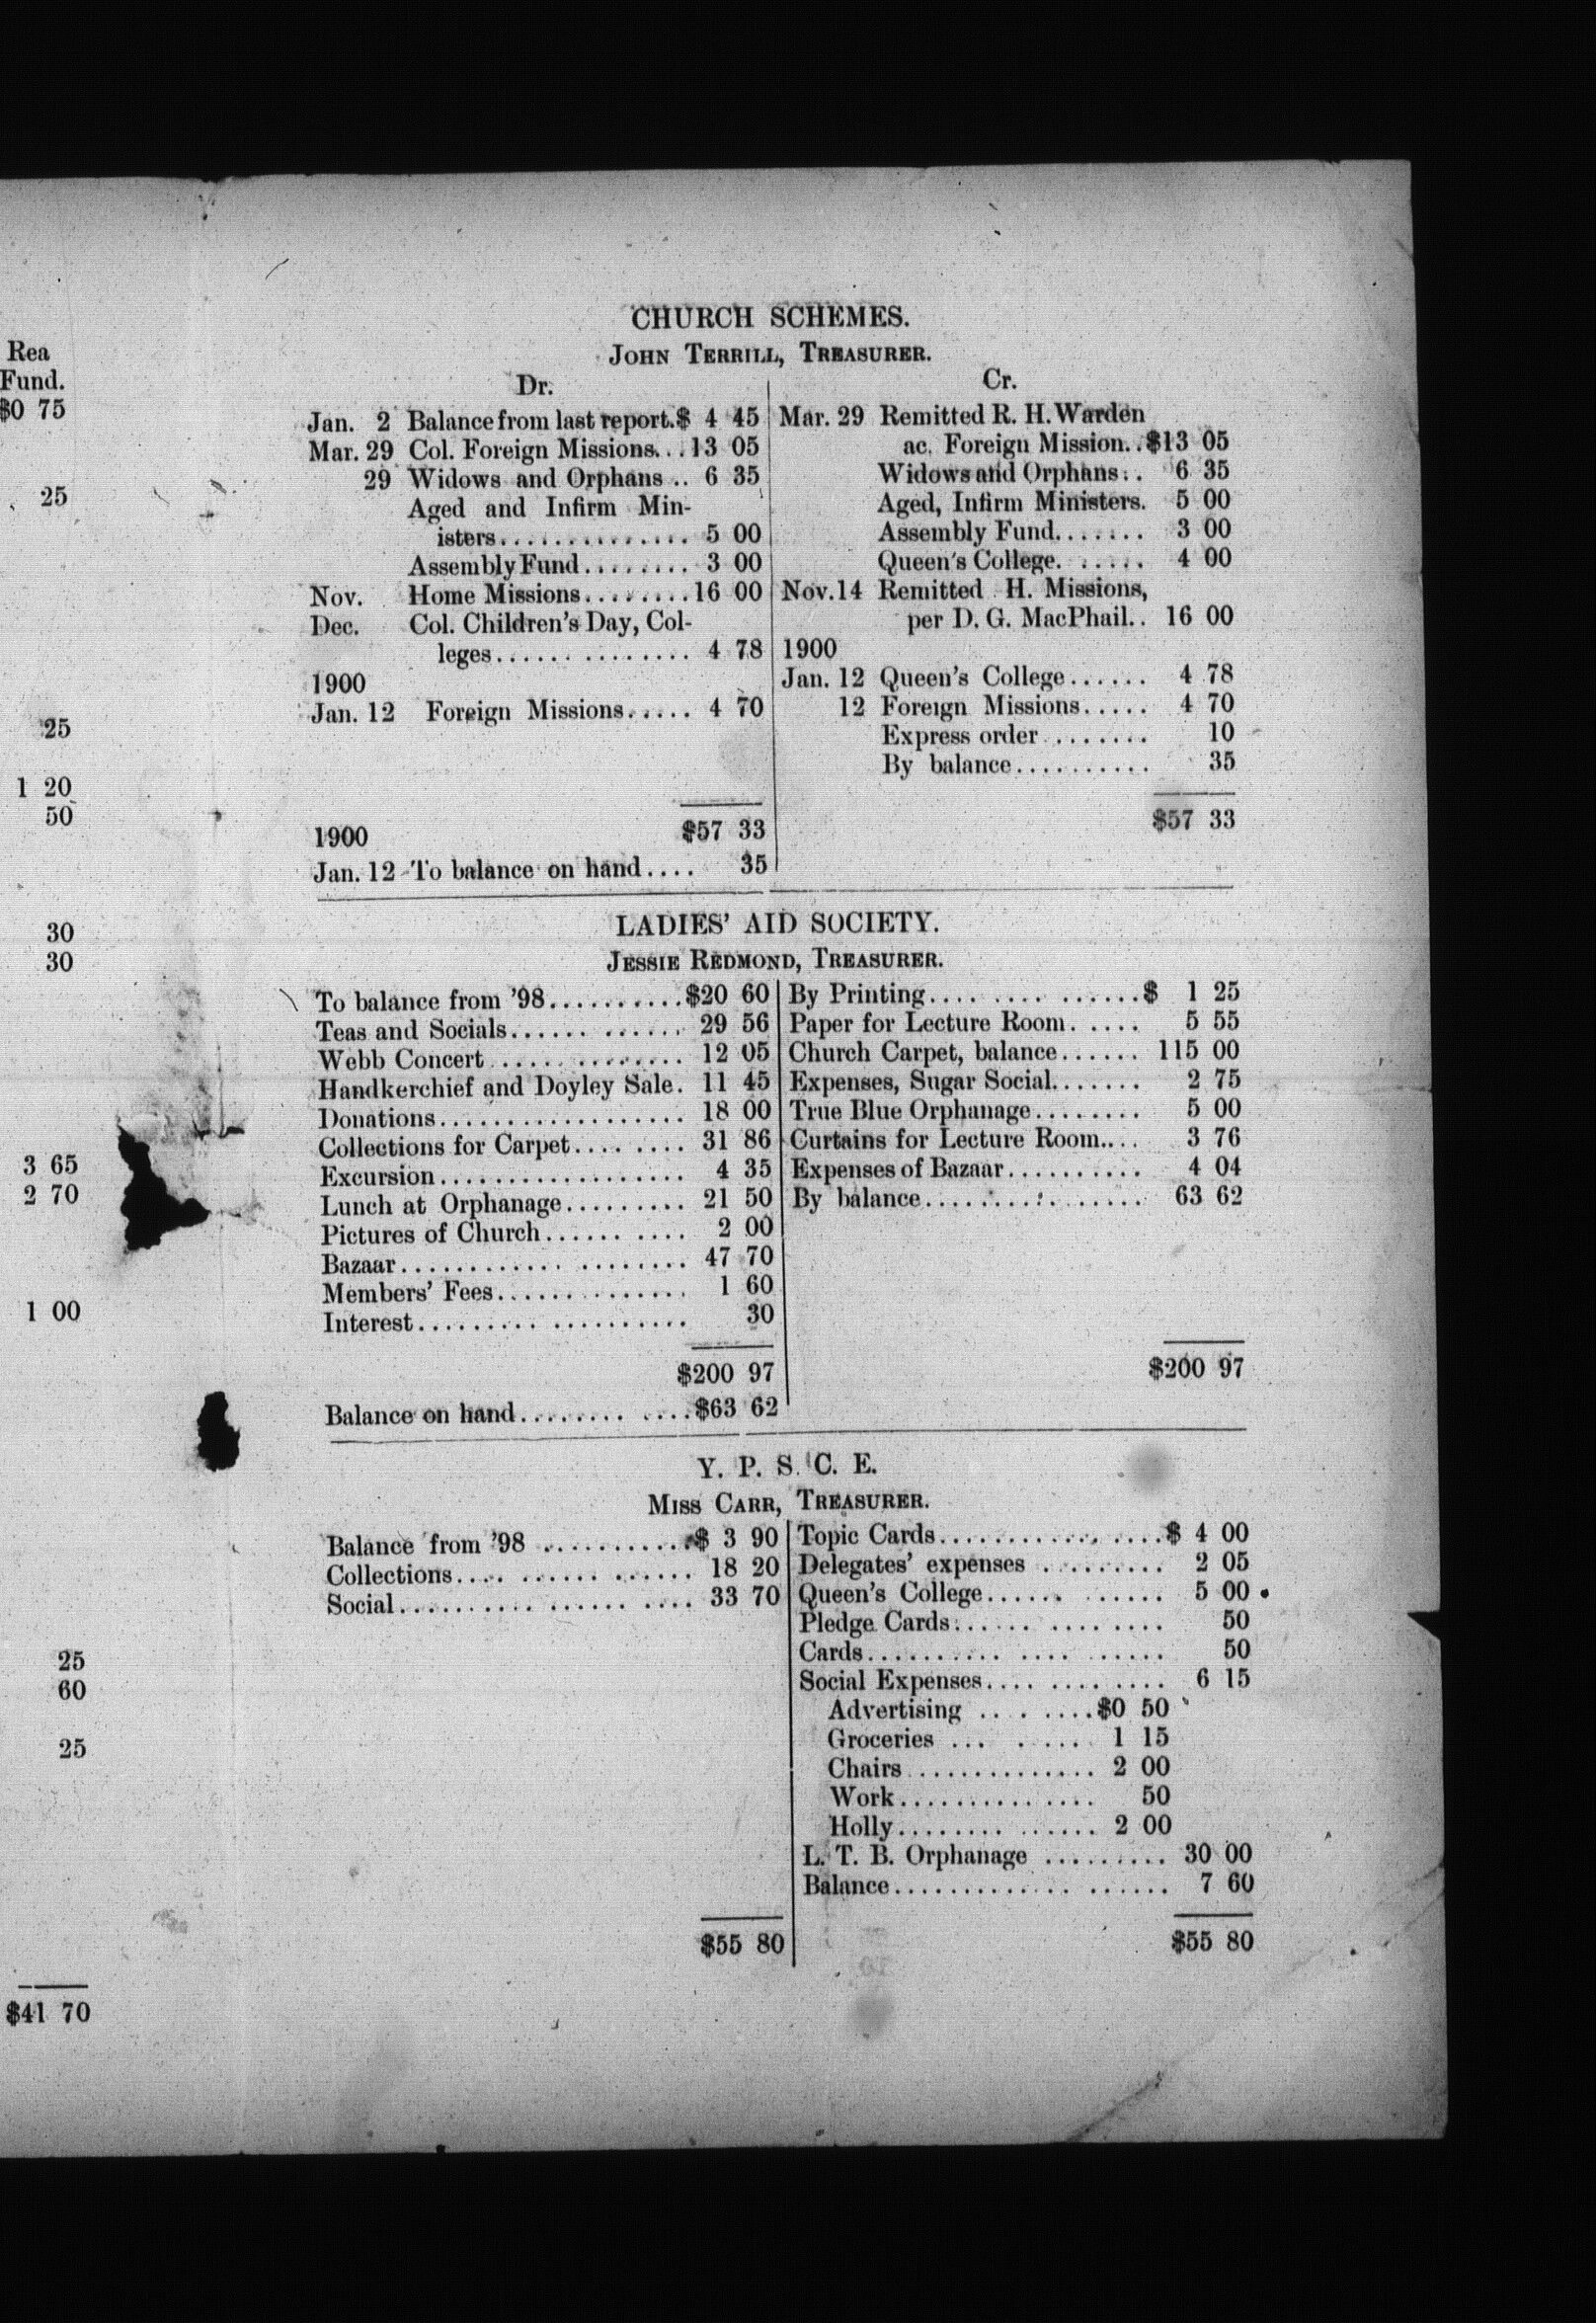 Rea
Fund.
$0 75
25
25
1 20
50
30
30
3 65
2 70
1 00
25
60
25
$41 70
CHURCH SCHEMES.
JOHN TERRILL, TREASURER.
Dr.
Jan. 2 Balance from last report.$ 4 45
Mar. 29 Col. Foreign Missions...13 05
29 Widows and Orphans .. 6 35
Aged and Infirm Min-
isters.............. 5 00
Assembly Fund........ 3 00
Nov. Home Missions........16 00
Dec. Col. Children's Day, Col-
leges.............. 4 78
1900
Jan. 12 Foreign Missions..... 4 70
$57 33
1900
Jan. 12 To balance on hand.... 35
Cr.
Mar. 29 Remitted R. H. Warden
ac. Foreign Mission..$13 05
Widows and Orphans.. 6 35
Aged, Infirm Ministers. 5 00
Assembly Fund....... 3 00
Queen's College...... 4 00
Nov. 14 Remitted H. Missions,
per D. G. MacPhail.. 16 00
1900
Jan. 12 Queen's College...... 4 78
12 Foreign Missions..... 4 70
Express order ........ 10
By balance.......... 35
$57 33
LADIES' AID SOCIETY.
JESSIE REDMOND, TREASURER.
To balance from '98..........$20 60
Teas and Socials............ 29 56
Webb Concert.............. 12 05
Handkerchief and Doyley Sale. 11 45
Donations.................. 18 00
Collections for Carpet........ 31 86
Excursion.................. 4 35
Lunch at Orphanage......... 21 50
Pictures of Church.......... 2 00
Bazaar.................... 47 70
Members' Fees.............. 1 60
Interest................... 30
$200 97
Balance on hand............$63 62
By Printing...............$ 1 25
Paper for Lecture Room..... 5 55
Church Carpet, balance...... 115 00
Expenses, Sugar Social....... 2 75
True Blue Orphanage........ 5 00
Curtains for Lecture Room.... 3 76
Expenses of Bazaar.......... 4 04
By balance................ 63 62
$200 97
Y. P. S. C. E.
MISS CARR, TREASURER.
Balance from '98 ...........$ 3 90
Collections................ 18 20
Social.................... 33 70
$55 80
Topic Cards................$ 4 00
Delegates' expenses ......... 2 05
Queen's College............ 5 00
Pledge Cards.............. 50
Cards.................... 50
Social Expenses............ 6 15
Advertising ........$0 50
Groceries ........ 1 15
Chairs.............. 2 00
Work.............. 50
Holly.............. 2 00
L. T. B. Orphanage ......... 30 00
Balance................... 7 60
$55 80